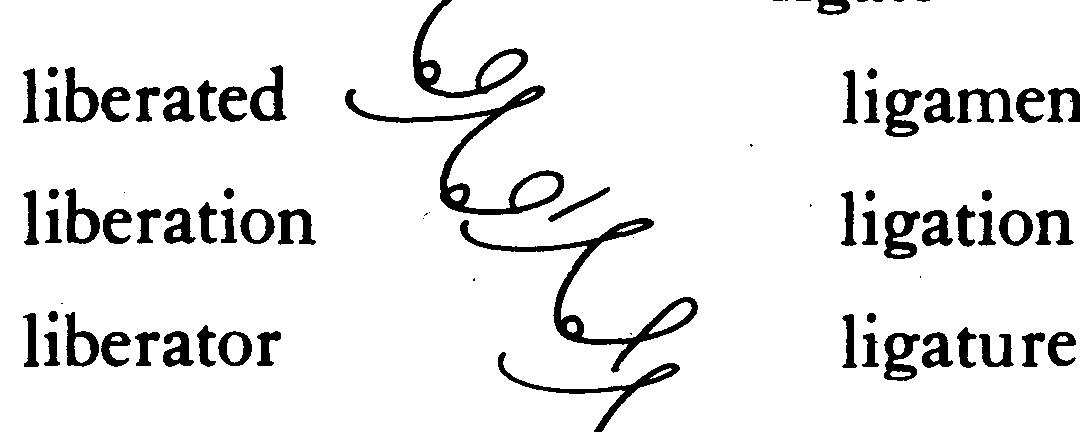 liberated ligamen
liberation ligation
liberator ligature